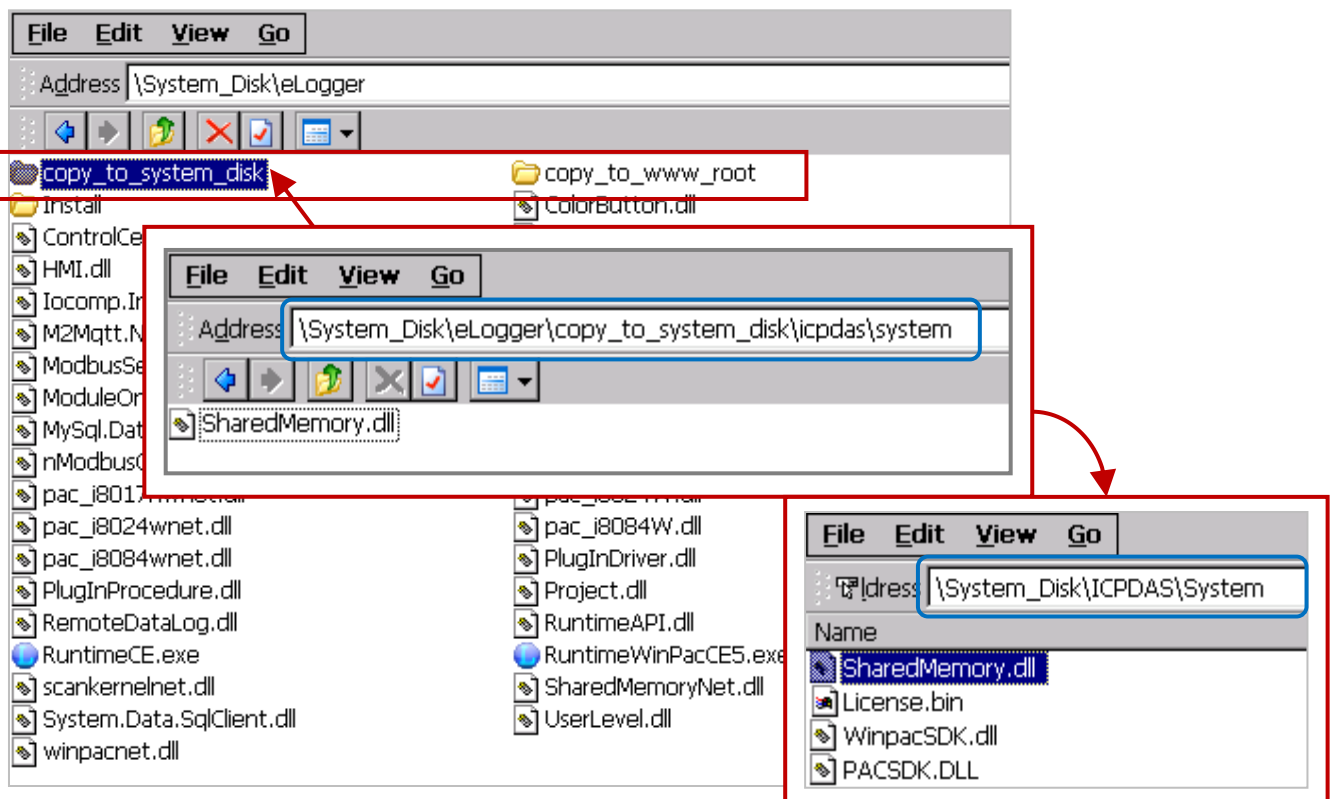 File Edit View Go
Address \System_Disk\eLogger
copy_to_system_disk copy_to_www_root
Install ColorButton.dll
HMI.dll
File Edit View Go
Address \System_Disk\eLogger\copy_to_system_disk\icpdas\system
SharedMemory.dll
pac_i8024wnet.dll pac_i8084W.dll
pac_i8084wnet.dll PlugInDriver.dll
PlugInProcedure.dll Project.dll
RemoteDataLog.dll RuntimeAPI.dll
RuntimeCE.exe RuntimeWinPacCE5.exe
scankernelnet.dll SharedMemoryNet.dll
System.Data.SqlClient.dll UserLevel.dll
winpacnet.dll
File Edit View Go
ldress \System_Disk\ICPDAS\System
Name
SharedMemory.dll
License.bin
WinpacSDK.dll
PACSDK.DLL